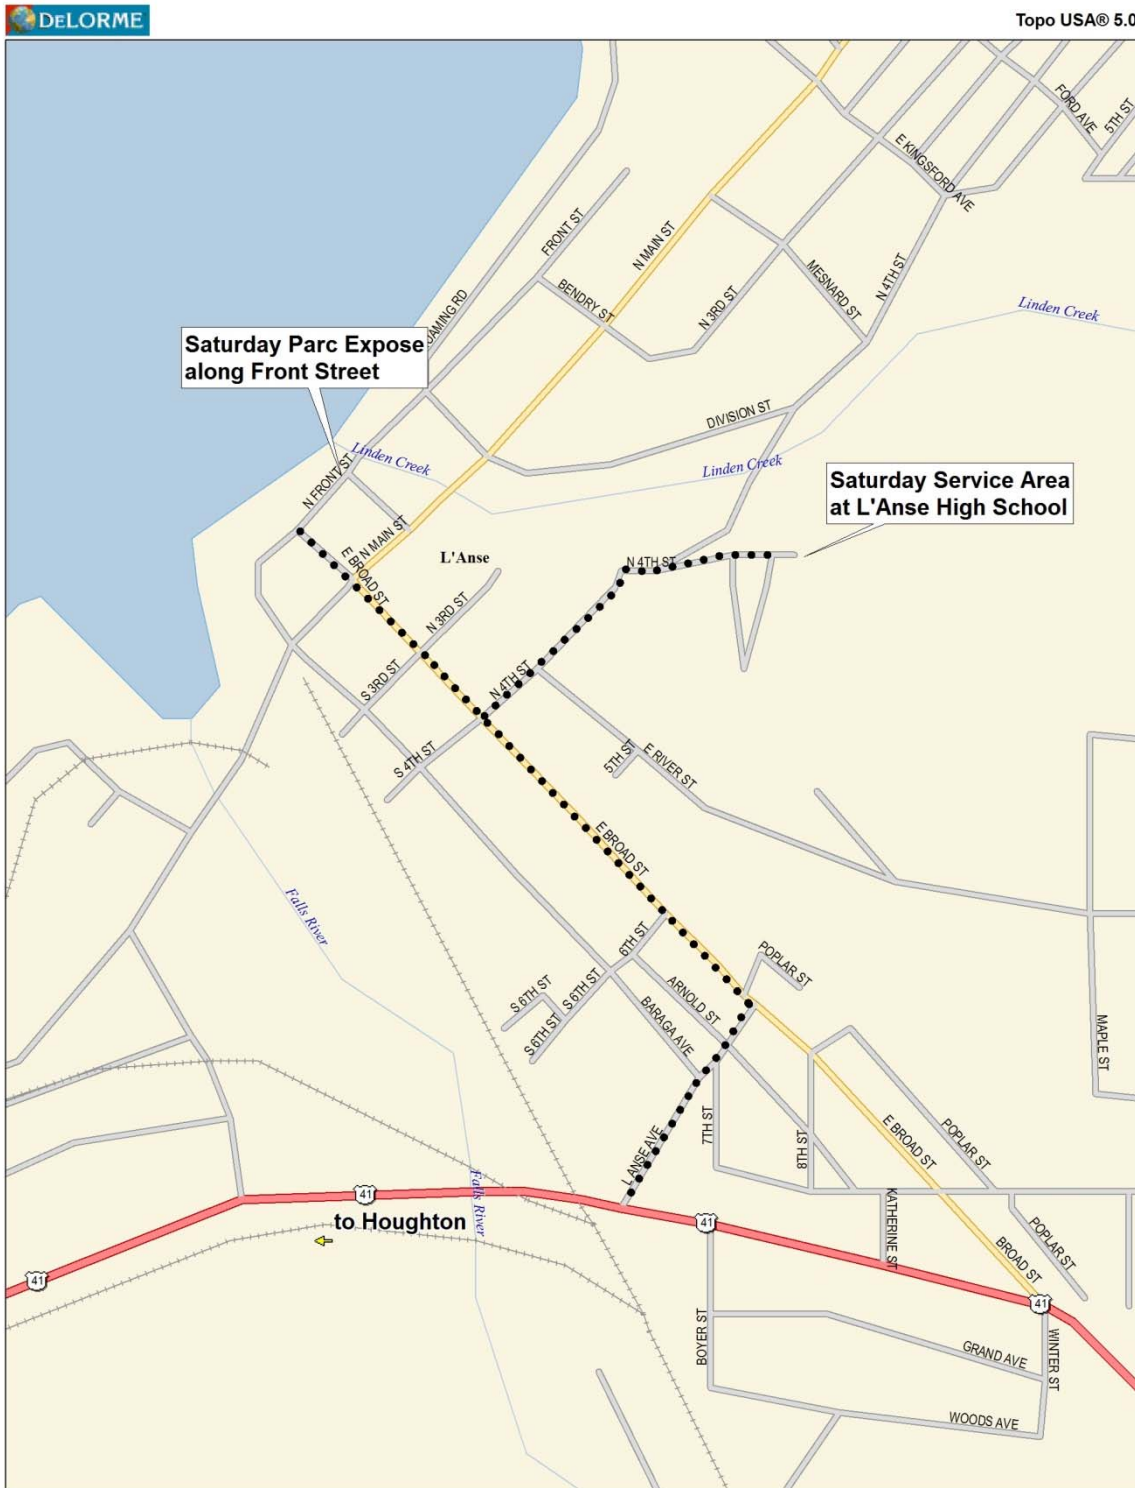 DELORME
Topo USA® 5.0
FORD AVE
5TH ST
E KINGSFORD AVE
FRONT ST
N MAIN ST
BENDRY ST
N 3RD ST
MESNARD ST
N 4TH ST
Linden Creek
Saturday Parc Expose
along Front Street
DIVISION ST
Linden Creek
Linden Creek
N FRONT ST
Saturday Service Area
at L'Anse High School
N MAIN ST
E BROAD ST
L'Anse
N 4TH ST
N 3RD ST
S 3RD ST
N 4TH ST
S 4TH ST
5TH ST
E RIVER ST
E BROAD ST
Falls River
6TH ST
POPLAR ST
S 6TH ST
S 6TH ST
S 6TH ST
ARNOLD ST
BARAGA AVE
MAPLE ST
7TH ST
8TH ST
E BROAD ST
POPLAR ST
L ANSE AVE
Falls River
41
to Houghton
41
KATHERINE ST
BROAD ST
POPLAR ST
41
41
BOYER ST
GRAND AVE
WINTER ST
WOODS AVE